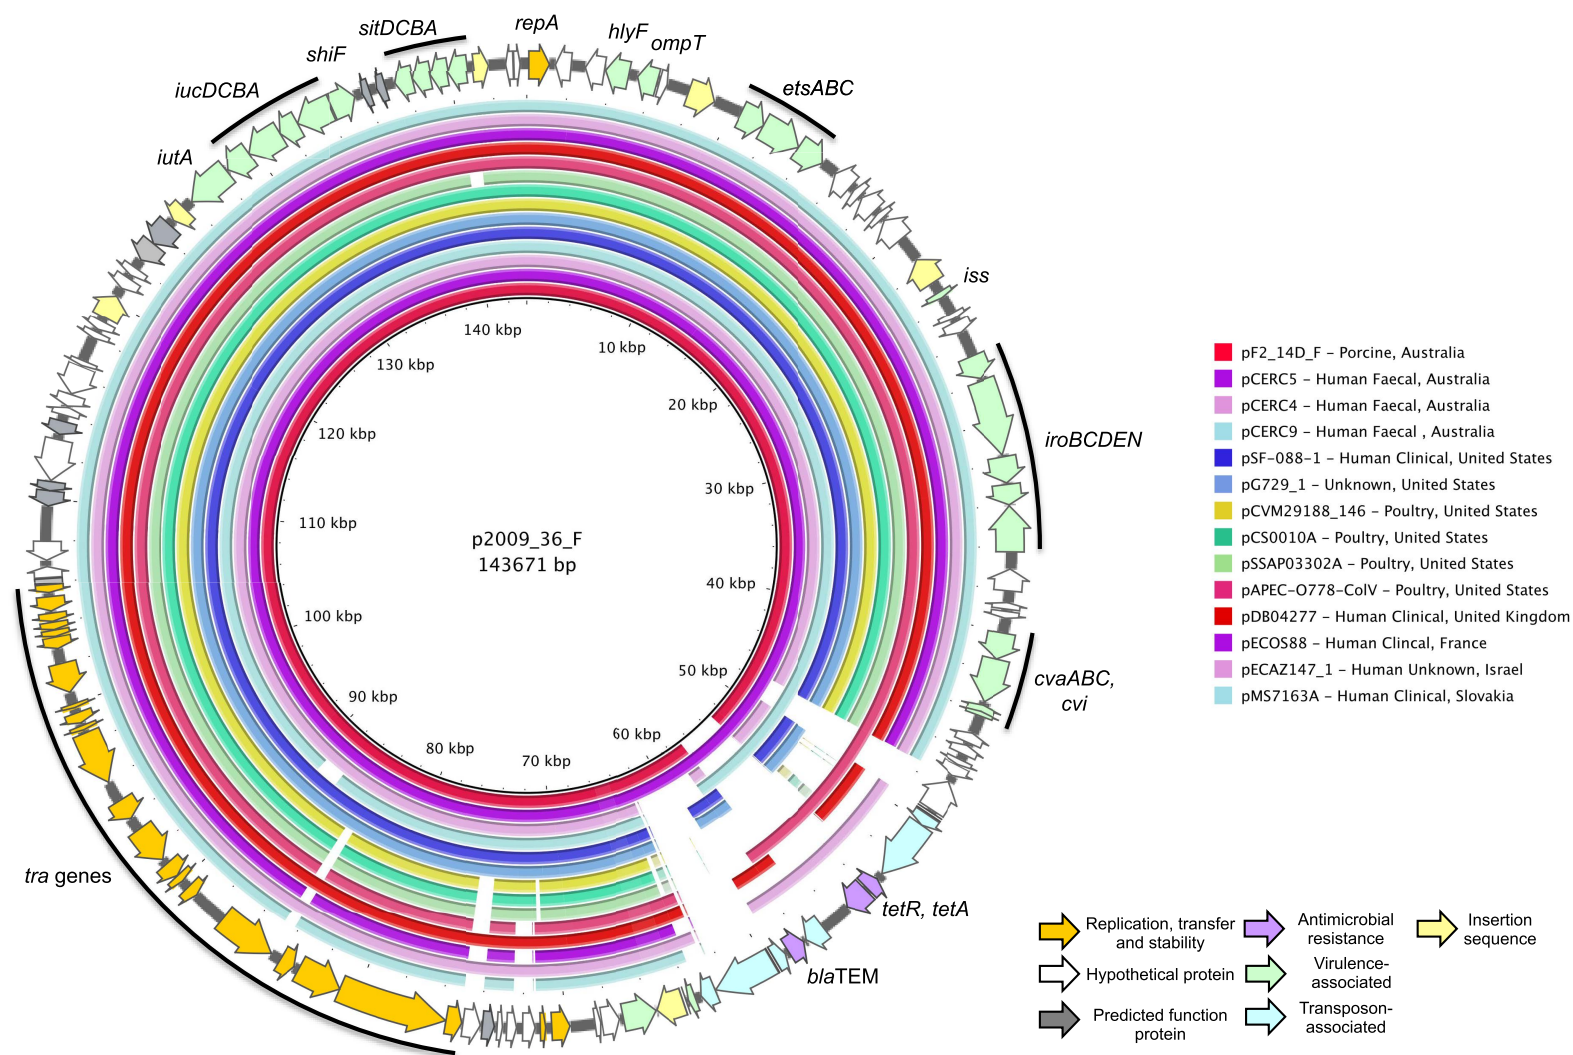 repA
sitDCBA
hlyF
ompT
shiF
iucDCBA
etsABC
iutA
iss
140 kbp
10 kbp
130 kbp
20 kbp
120 kbp
30 kbp
110 kbp
p2009_36_F
143671 bp
40 kbp
100 kbp
50 kbp
90 kbp
60 kbp
80 kbp
70 kbp
iroBCDEN
cvaABC,
cvi
tra genes
tetR, tetA
blaTEM
pF2_14D_F – Porcine, Australia
pCERC5 – Human Faecal, Australia
pCERC4 – Human Faecal, Australia
pCERC9 – Human Faecal , Australia
pSF-088-1 – Human Clinical, United States
pG729_1 – Unknown, United States
pCVM29188_146 – Poultry, United States
pCS0010A – Poultry, United States
pSSAP03302A – Poultry, United States
pAPEC-O778-ColV – Poultry, United States
pDB04277 – Human Clinical, United Kingdom
pECOS88 – Human Clincal, France
pECAZ147_1 – Human Unknown, Israel
pMS7163A – Human Clinical, Slovakia
Replication, transfer
and stability
Antimicrobial
resistance
Insertion
sequence
Hypothetical protein
Virulence-
associated
Predicted function
protein
Transposon-
associated